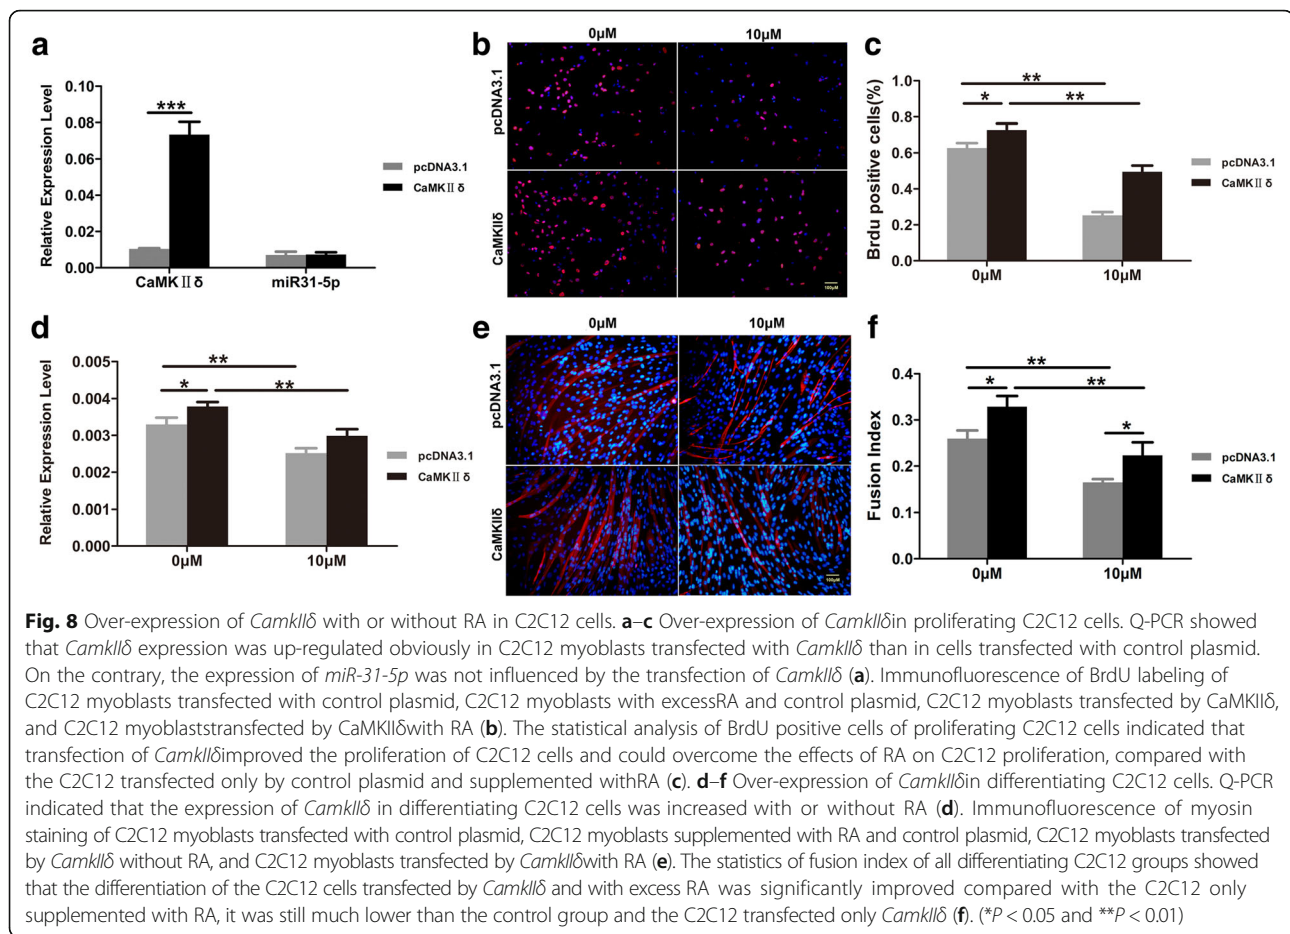 a
Relative Expression Level
0.10
0.08
0.06
0.04
0.02
0.00
***
CaMKⅡδ
miR31-5p
pcDNA3.1
CaMKⅡδ
b
0μM
10μM
pcDNA3.1
CaMKIIδ
100μM
c
Brdu positive cells(%)
1.0
0.8
0.6
0.4
0.2
0.0
**
*
**
0μM
10μM
pcDNA3.1
CaMKⅡδ
d
Relative Expression Level
0.005
0.004
0.003
0.002
0.001
0.000
**
*
**
0μM
10μM
pcDNA3.1
CaMKⅡδ
e
0μM
10μM
pcDNA3.1
CaMKIIδ
100μM
f
Fusion Index
0.4
0.3
0.2
0.1
0.0
**
*
**
*
0μM
10μM
pcDNA3.1
CaMKⅡδ
Fig. 8 Over-expression of CamkIIδ with or without RA in C2C12 cells. a–c Over-expression of CamkIIδin proliferating C2C12 cells. Q-PCR showed
that CamkIIδ expression was up-regulated obviously in C2C12 myoblasts transfected with CamkIIδ than in cells transfected with control plasmid.
On the contrary, the expression of miR-31-5p was not influenced by the transfection of CamkIIδ (a). Immunofluorescence of BrdU labeling of
C2C12 myoblasts transfected with control plasmid, C2C12 myoblasts with excessRA and control plasmid, C2C12 myoblasts transfected by CaMKIIδ,
and C2C12 myoblaststransfected by CaMKIIδwith RA (b). The statistical analysis of BrdU positive cells of proliferating C2C12 cells indicated that
transfection of CamkIIδimproved the proliferation of C2C12 cells and could overcome the effects of RA on C2C12 proliferation, compared with
the C2C12 transfected only by control plasmid and supplemented withRA (c). d–f Over-expression of CamkIIδin differentiating C2C12 cells. Q-PCR
indicated that the expression of CamkIIδ in differentiating C2C12 cells was increased with or without RA (d). Immunofluorescence of myosin
staining of C2C12 myoblasts transfected with control plasmid, C2C12 myoblasts supplemented with RA and control plasmid, C2C12 myoblasts transfected
by CamkIIδ without RA, and C2C12 myoblasts transfected by CamkIIδwith RA (e). The statistics of fusion index of all differentiating C2C12 groups showed
that the differentiation of the C2C12 cells transfected by CamkIIδ and with excess RA was significantly improved compared with the C2C12 only
supplemented with RA, it was still much lower than the control group and the C2C12 transfected only CamkIIδ (f). (*P < 0.05 and **P < 0.01)